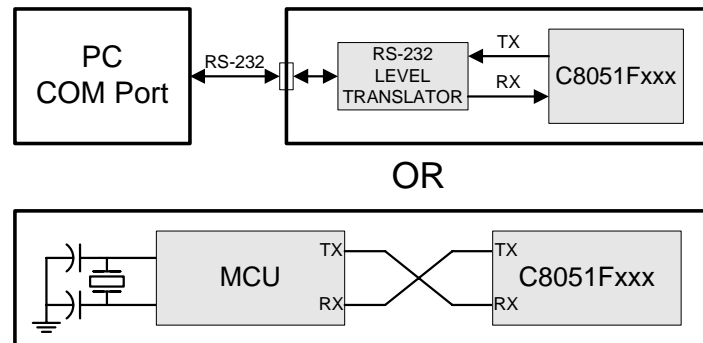 PC
COM Port
RS-232
RS-232
LEVEL
TRANSLATOR
TX
RX
C8051Fxxx
OR
MCU
TX
RX
TX
RX
C8051Fxxx